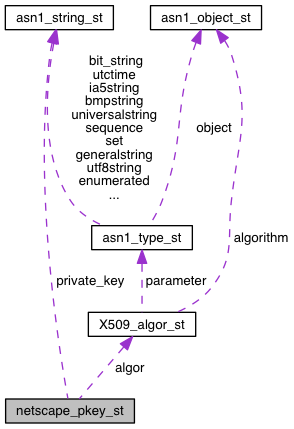 asn1_string_st
asn1_object_st
bit_string
utctime
ia5string
bmpstring
universalstring
sequence
set
generalstring
utf8string
enumerated
...
object
asn1_type_st
algorithm
private_key
parameter
X509_algor_st
algor
netscape_pkey_st